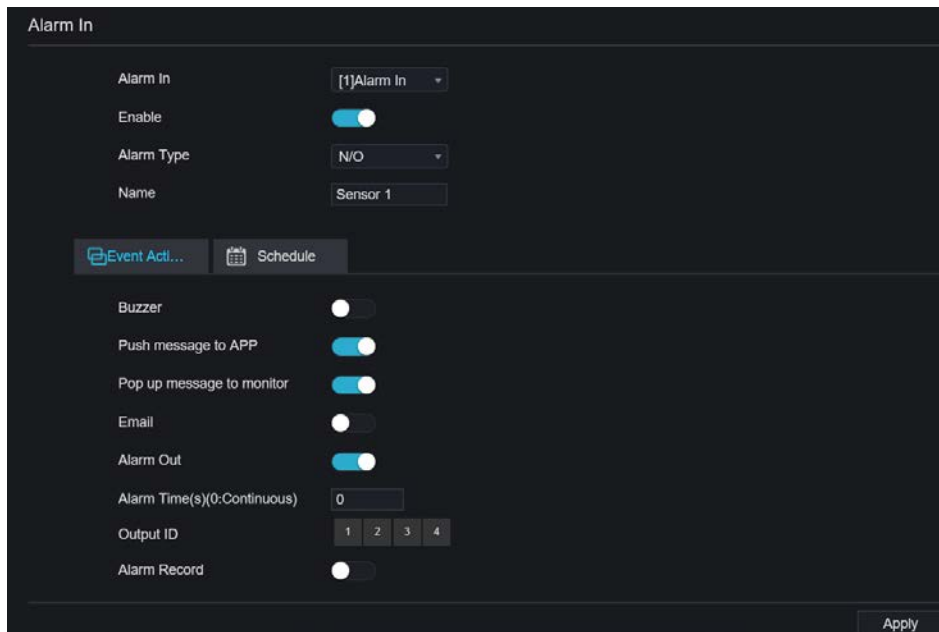 Alarm In
Alarm In [1]Alarm In
Enable
Alarm Type N/O
Name Sensor 1
Event Acti... Schedule
Buzzer
Push message to APP
Pop up message to monitor
Email
Alarm Out
Alarm Time(s)(0:Continuous) 0
Output ID 1 2 3 4
Alarm Record
Apply